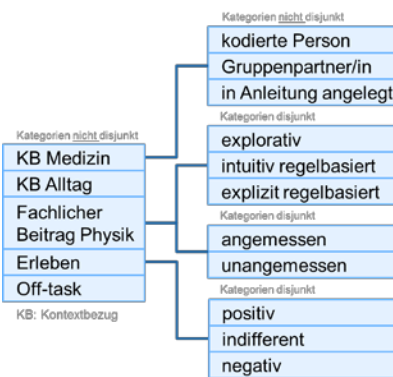 Kategorien nicht disjunkt
KB Medizin
KB Alltag
Fachlicher
Beitrag Physik
Erleben
Off-task
KB: Kontextbezug
Kategorien nicht disjunkt
kodierte Person
Gruppenpartner/in
in Anleitung angelegt
Kategorien disjunkt
explorativ
intuitiv regelbasiert
explizit regelbasiert
Kategorien disjunkt
angemessen
unangemessen
Kategorien disjunkt
positiv
indifferent
negativ